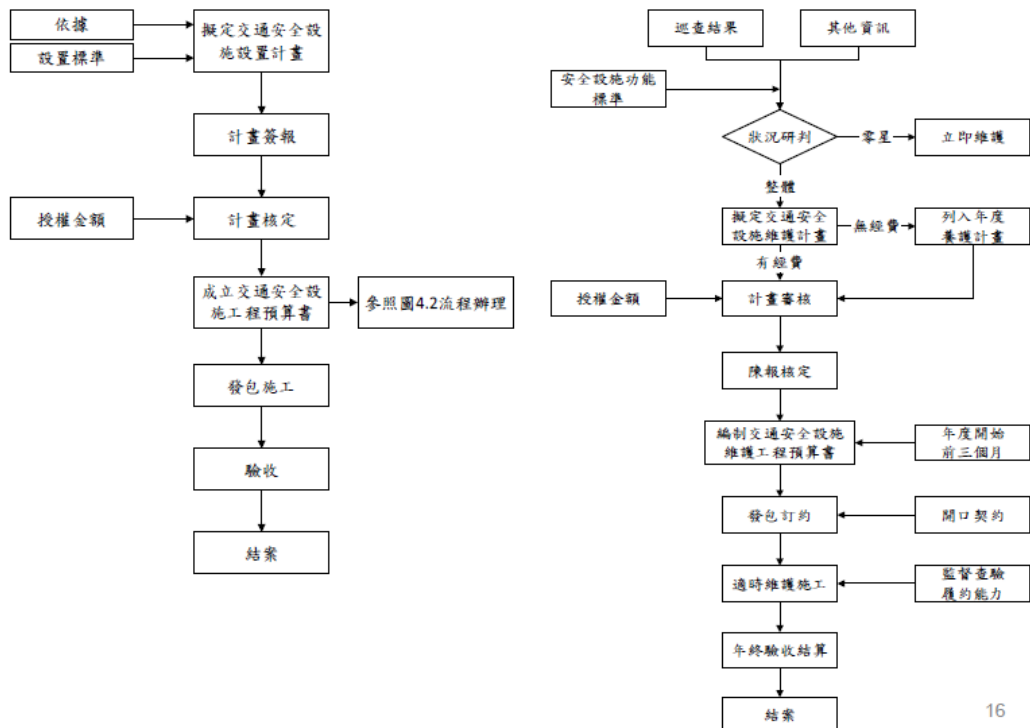 依據
設置標準
擬定交通安全設
施設置計畫
計畫簽報
授權金額
計畫核定
成立交通安全設
施工程預算書
參照圖4.2流程辦理
發包施工
驗收
結案
巡查結果
其他資訊
安全設施功能
標準
狀況研判
零星
立即維護
整體
擬定交通安全
設施維護計畫
無經費
列入年度
養護計畫
有經費
授權金額
計畫審核
陳報核定
編制交通安全設施
維護工程預算書
年度開始
前三個月
發包訂約
開口契約
適時維護施工
監督查驗
履約能力
年終驗收結算
結案
16